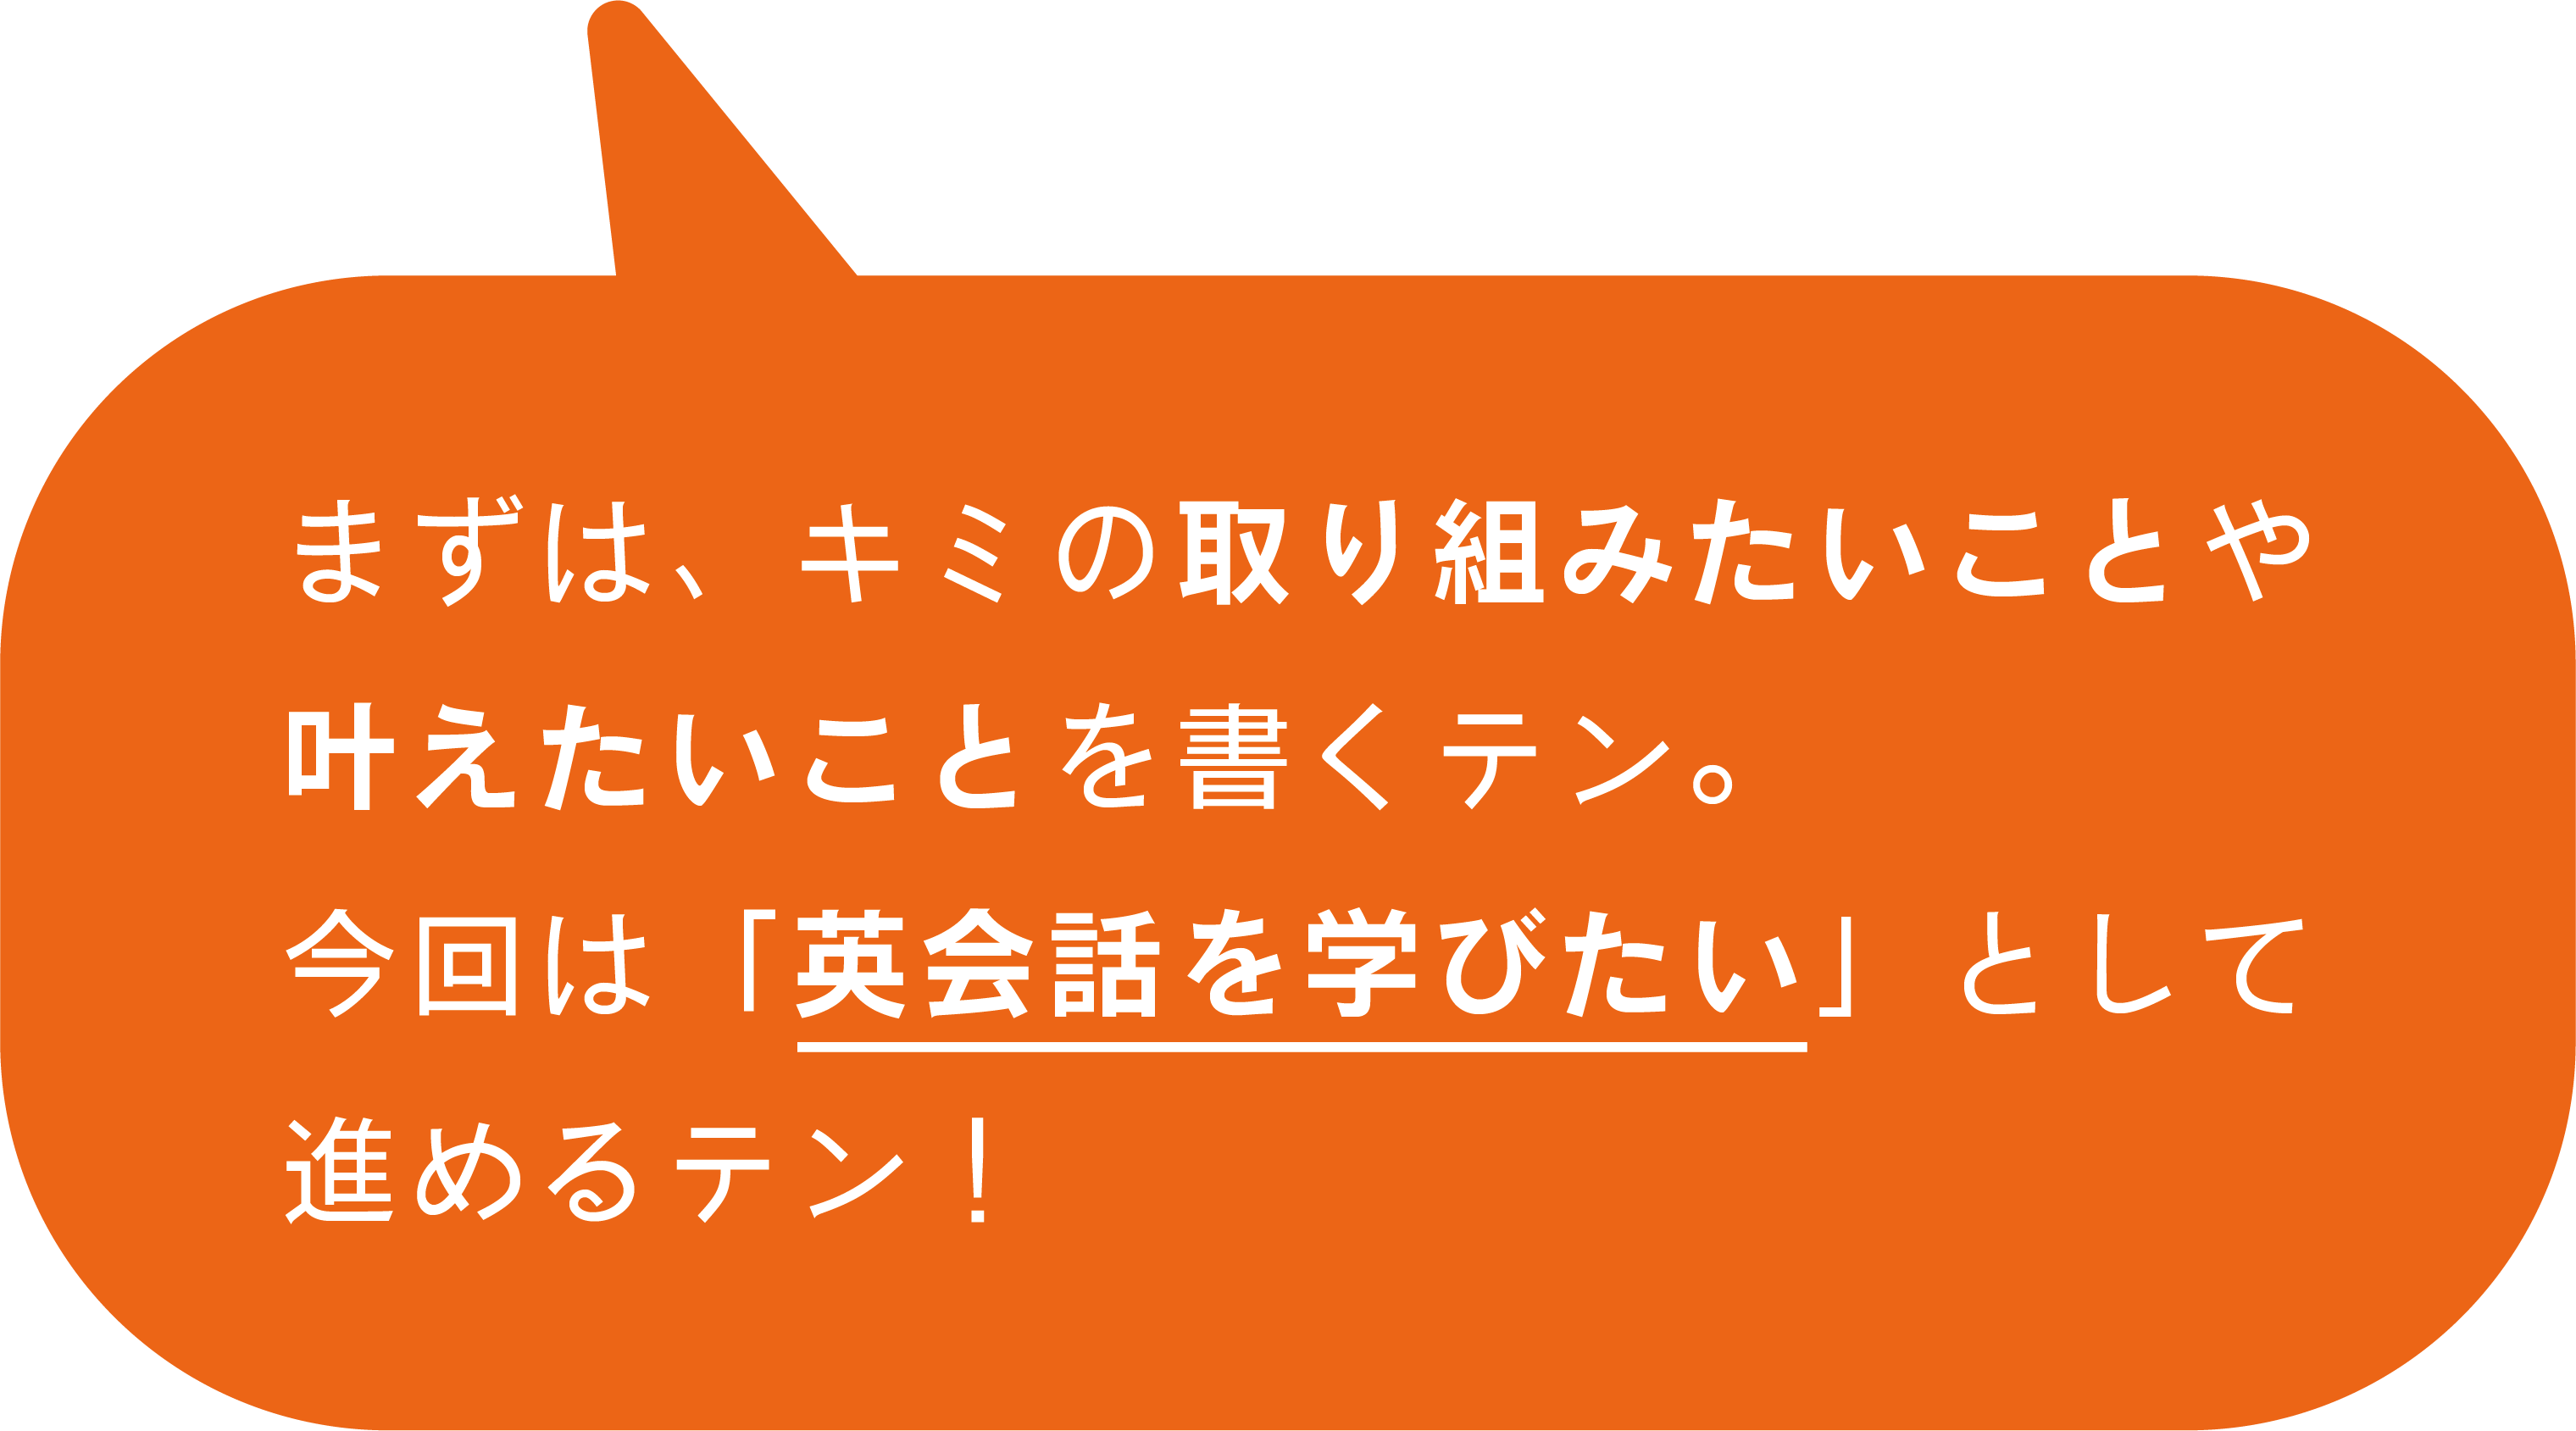 まずは、キミの取り組みたいことや
叶えたいことを書くテン。
今回は「英会話を学びたい」として
進めるテン！